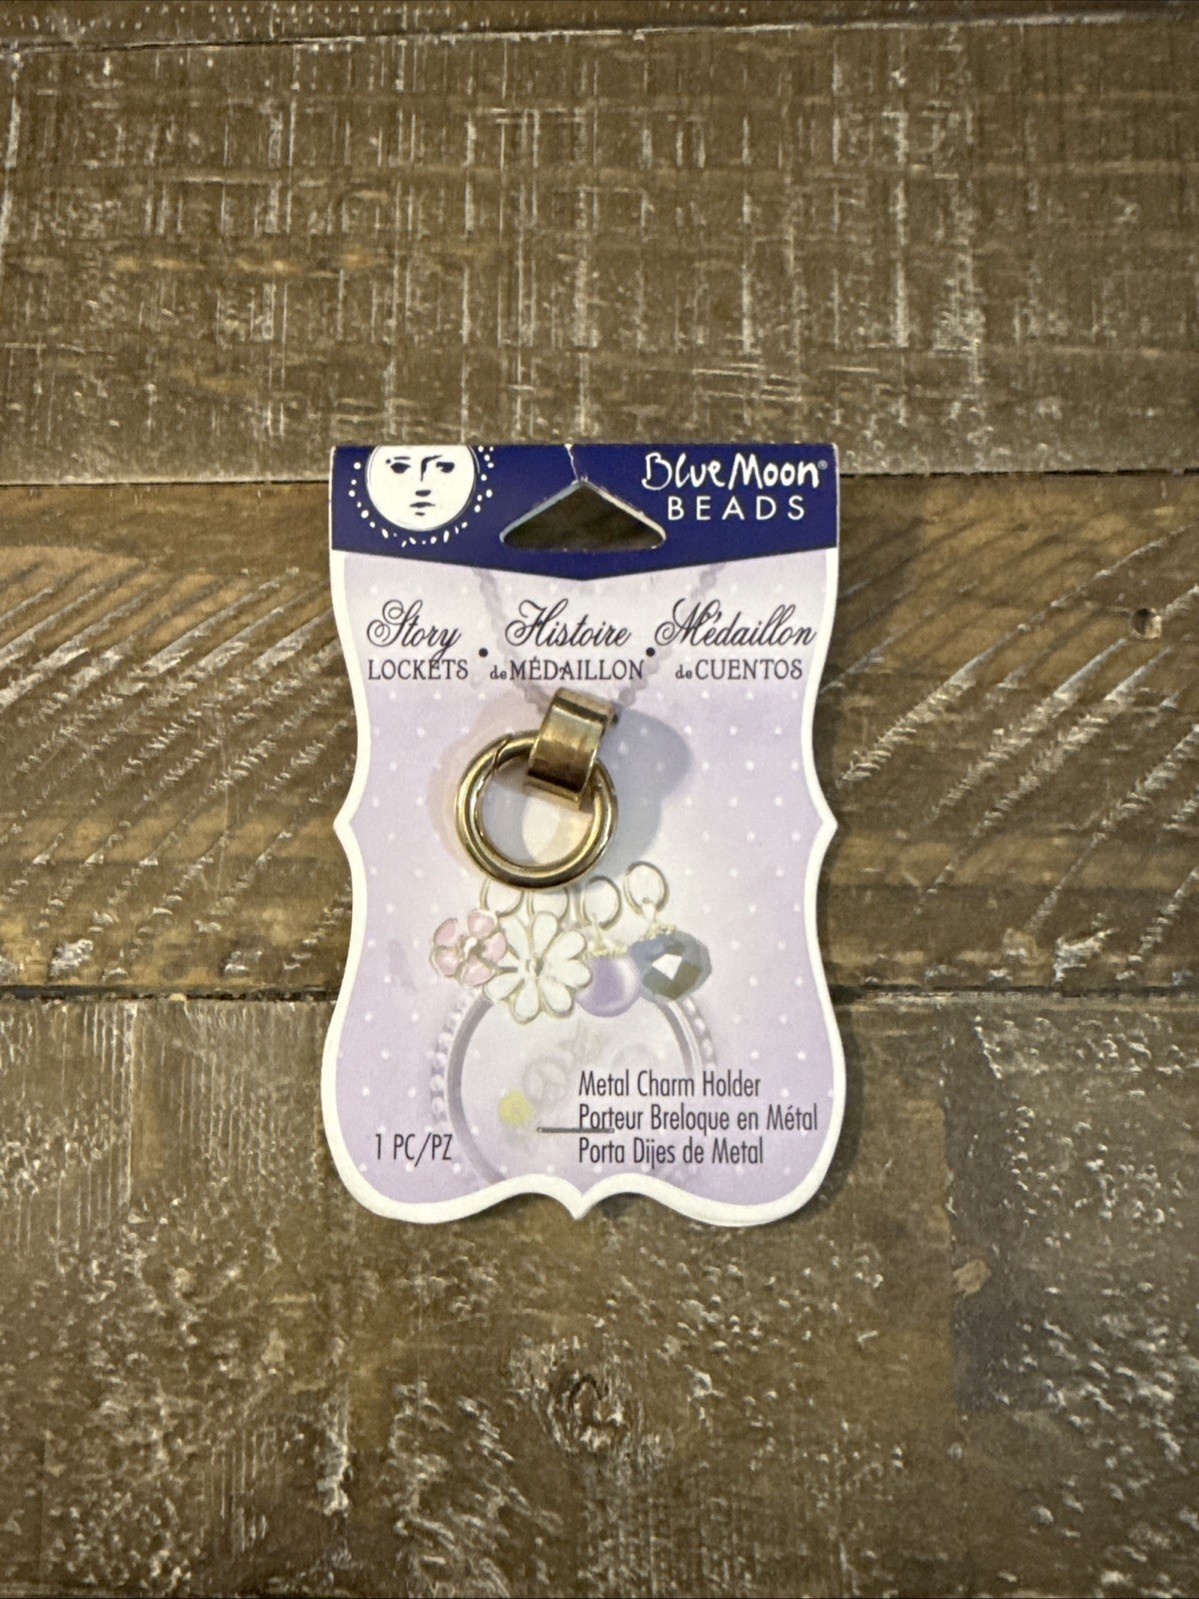 Blue Moon®
BEADS
Story • Histoire • Médaillon
LOCKETS de MÉDAILLON de CUENTOS
Metal Charm Holder
Porteur Breloque en Métal
1 PC/PZ Porta Dijes de Metal